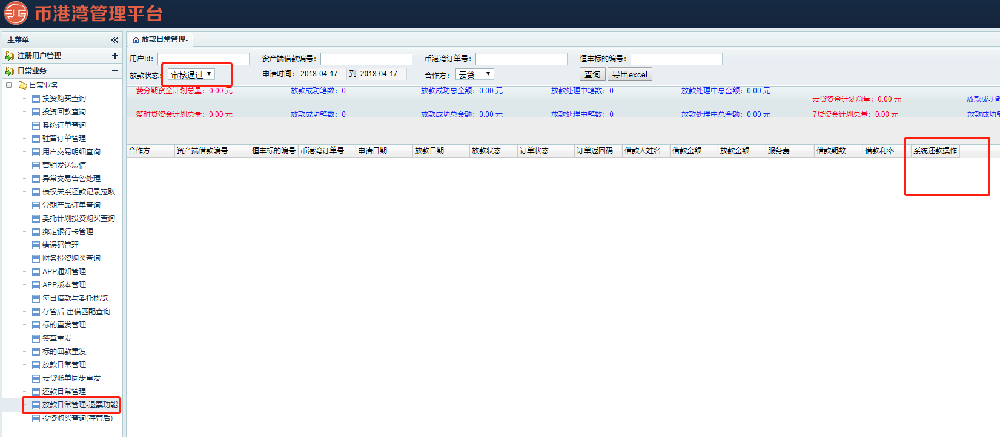 币港湾管理平台
主菜单
注册用户管理
日常业务
日常业务
投资购买查询
投资回款查询
系统订单查询
驻留订单管理
用户交易明细查询
营销发送短信
异常交易告警处理
债权关系还款记录拉取
分期产品订单查询
委托计划投资购买查询
绑定银行卡管理
错误码管理
财务投资购买查询
APP通知管理
APP版本管理
每日借款与委托概览
存管后-出借匹配查询
标的重发管理
签章重发
标的回款重发
放款日常管理
云贷账单同步重发
还款日常管理
放款日常管理-退票功能
投资购买查询(存管后)
放款日常管理-
用户Id: 资产端借款编号: 币港湾订单号: 恒丰标的编号:
放款状态: 审核通过 申请时间: 2018-04-17 到 2018-04-17 合作方: 云贷 查询 导出excel
赞分期资金计划总量: 0.00 元 放款成功笔数: 0 放款成功总金额: 0.00 元 放款处理中笔数: 0 放款处理中总金额: 0.00 元
云贷资金计划总量: 0.00 元 放款成功笔
赞时贷资金计划总量: 0.00 元 放款成功笔数: 0 放款成功总金额: 0.00 元 放款处理中笔数: 0 放款处理中总金额: 0.00 元 7贷资金计划总量: 0.00 元 放款成功笔
合作方 资产端借款编号 恒丰标的编号 币港湾订单号 申请日期 放款日期 放款状态 订单状态 订单返回码 借款人姓名 借款金额 放款金额 服务费 借款期数 借款利率 系统还款操作